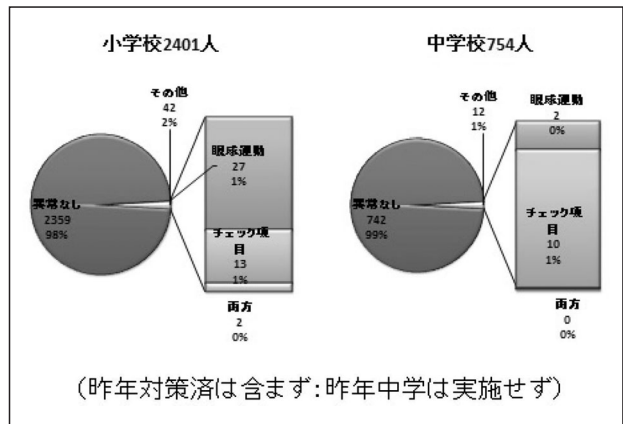 小学校2401人
その他
42
2%
眼球運動
27
1%
異常なし
2359
98%
チェック項
目
13
1%
両方
2
0%
中学校754人
その他
12
1%
眼球運動
2
0%
異常なし
742
99%
チェック項
目
10
1%
両方
0
0%
(昨年対策済は含まず:昨年中学は実施せず)